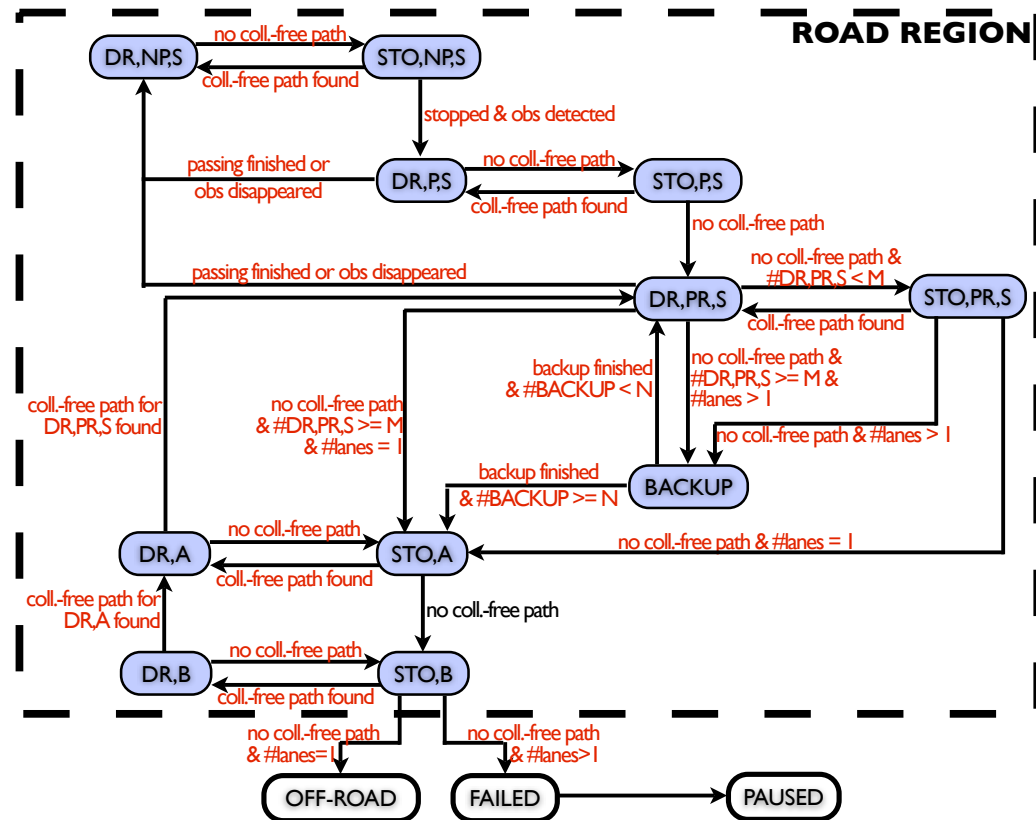 ROAD REGION
no coll.-free path
DR,NP,S
STO,NP,S
coll.-free path found
stopped & obs detected
passing finished or
obs disappeared
no coll.-free path
DR,P,S
STO,P,S
coll.-free path found
no coll.-free path
passing finished or obs disappeared
no coll.-free path &
#DR,PR,S < M
DR,PR,S
STO,PR,S
coll.-free path found
backup finished
& #BACKUP < N
no coll.-free path &
#DR,PR,S >= M &
#lanes > 1
coll.-free path for
DR,PR,S found
no coll.-free path
& #DR,PR,S >= M
& #lanes = 1
no coll.-free path & #lanes > 1
backup finished
& #BACKUP >= N
BACKUP
no coll.-free path
DR,A
STO,A
coll.-free path found
no coll.-free path & #lanes = 1
coll.-free path for
DR,A found
no coll.-free path
no coll.-free path
DR,B
STO,B
coll.-free path found
no coll.-free path
& #lanes=1
no coll.-free path
& #lanes>1
OFF-ROAD
FAILED
PAUSED